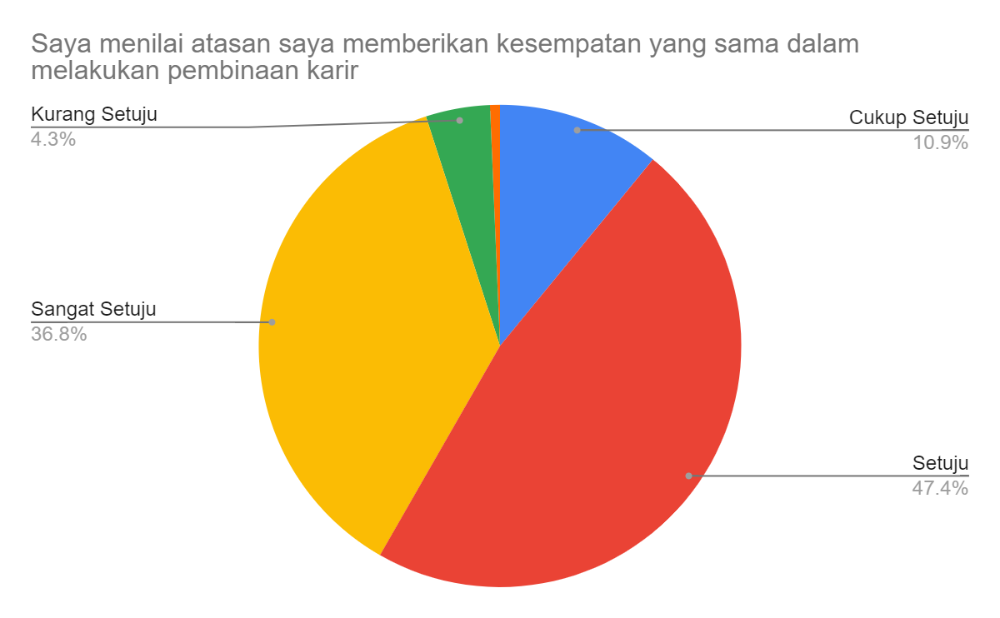 Saya menilai atasan saya memberikan kesempatan yang sama dalam
melakukan pembinaan karir
Kurang Setuju
4.3%
Cukup Setuju
10.9%
Sangat Setuju
36.8%
Setuju
47.4%